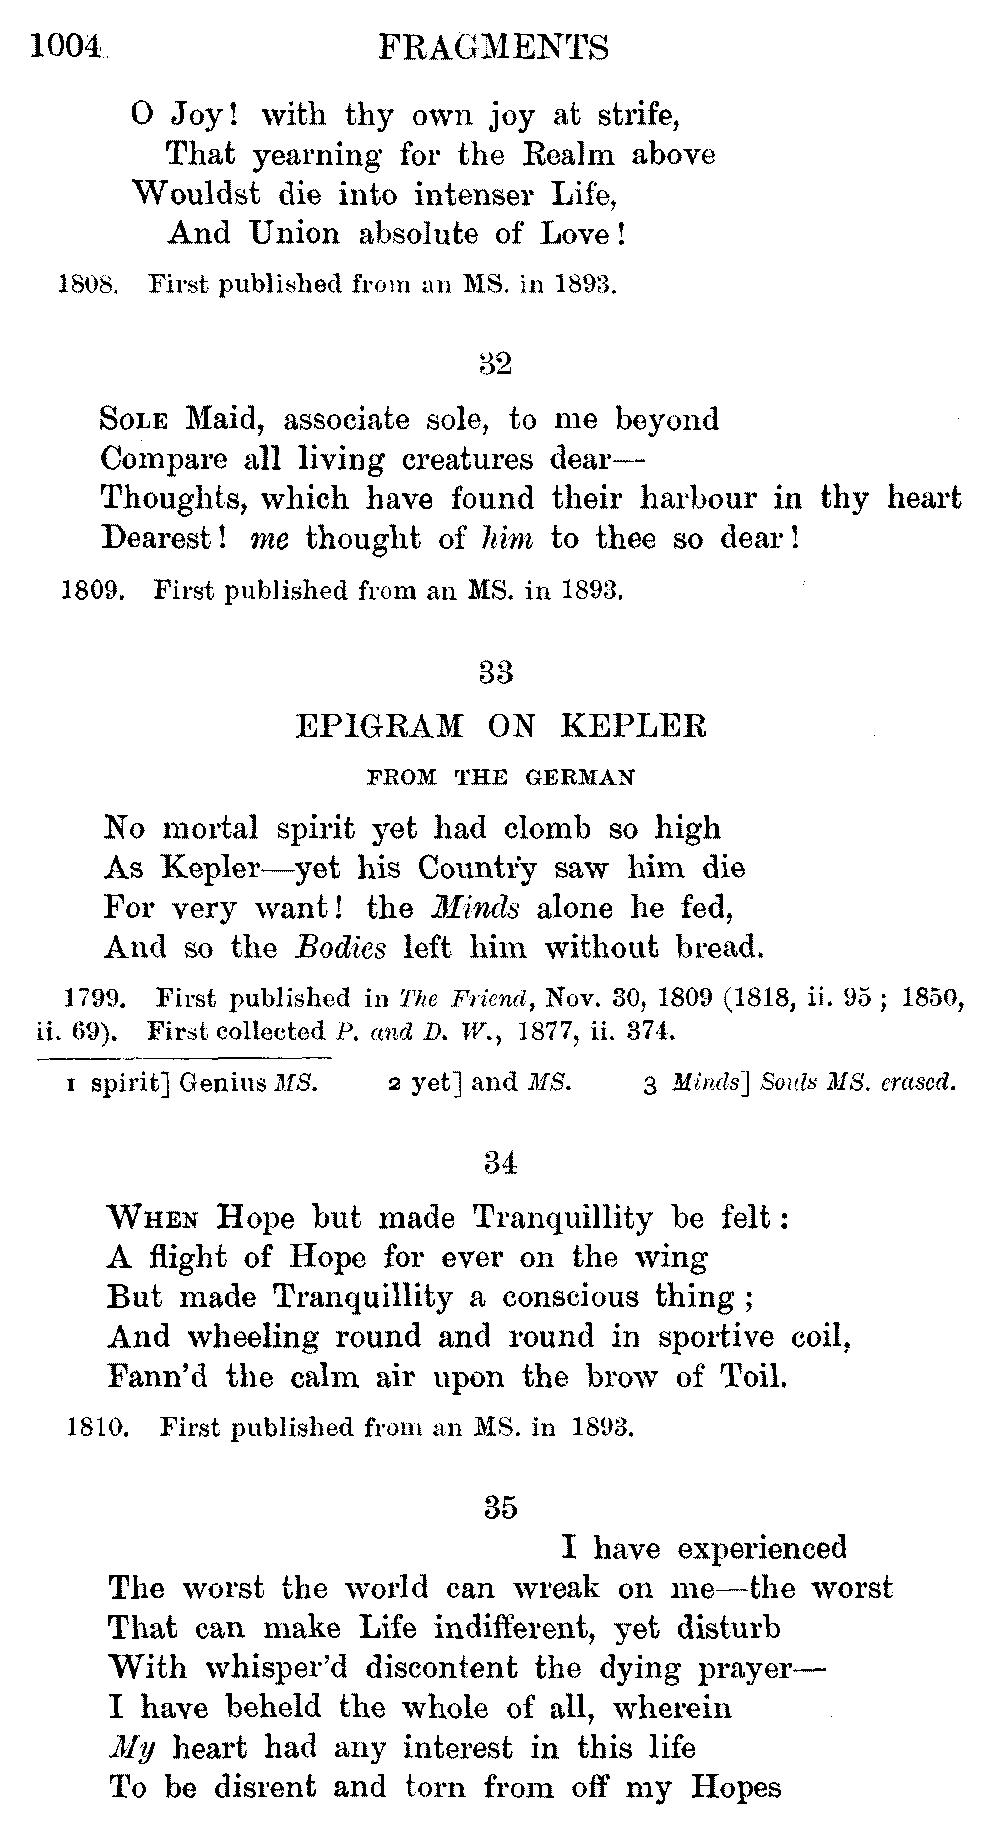 1004 FRAGMENTS
O Joy! with thy own joy at strife,
That yearning for the Realm above
Wouldst die into intenser Life,
And Union absolute of Love!
1808. First published from an MS. in 1893.
32
SOLE Maid, associate sole, to me beyond
Compare all living creatures dear—
Thoughts, which have found their harbour in thy heart
Dearest! me thought of him to thee so dear!
1809. First published from an MS. in 1893.
33
EPIGRAM ON KEPLER
FROM THE GERMAN
No mortal spirit yet had clomb so high
As Kepler—yet his Country saw him die
For very want! the Minds alone he fed,
And so the Bodies left him without bread.
1799. First published in The Friend, Nov. 30, 1809 (1818, ii. 95; 1850,
ii. 69). First collected P. and D. W., 1877, ii. 374.
1 spirit] Genius MS. 2 yet] and MS. 3 Minds] Souls MS. erased.
34
WHEN Hope but made Tranquillity be felt:
A flight of Hope for ever on the wing
But made Tranquillity a conscious thing;
And wheeling round and round in sportive coil,
Fann'd the calm air upon the brow of Toil.
1810. First published from an MS. in 1893.
35
I have experienced
The worst the world can wreak on me—the worst
That can make Life indifferent, yet disturb
With whisper'd discontent the dying prayer—
I have beheld the whole of all, wherein
My heart had any interest in this life
To be disrent and torn from off my Hopes